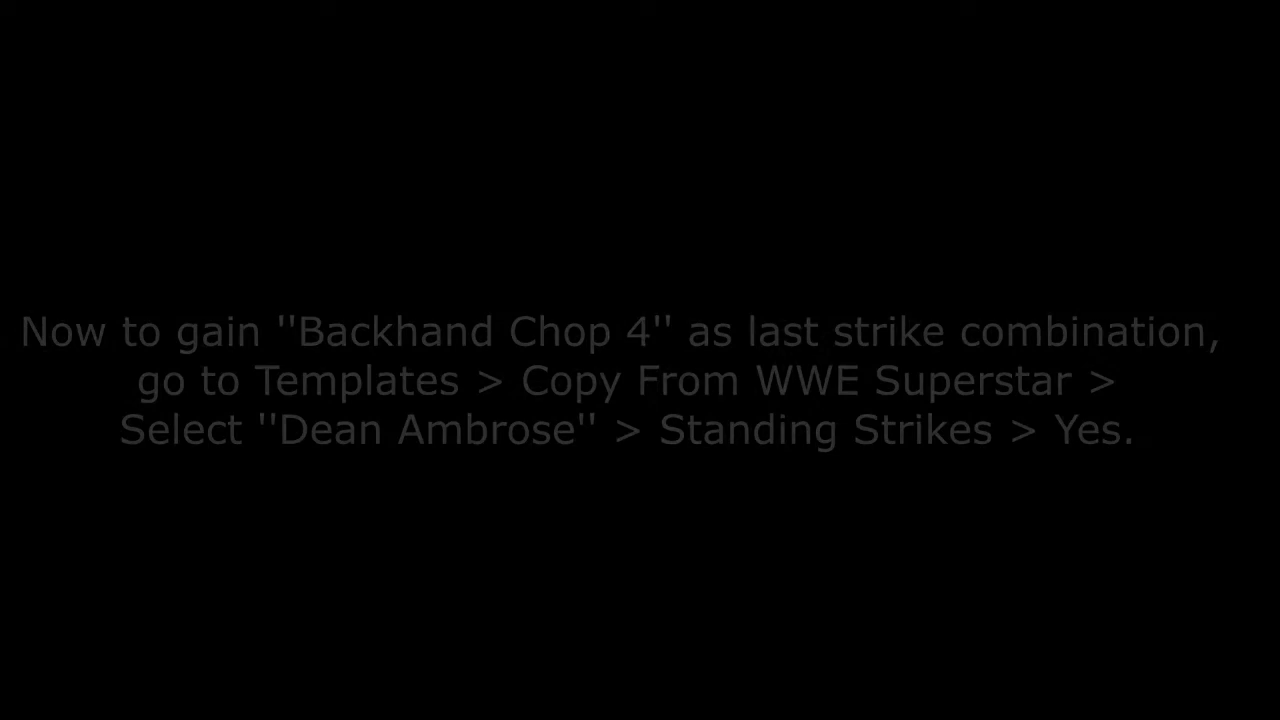 Now to gain ''Backhand Chop 4'' as last strike combination,
go to Templates > Copy From WWE Superstar >
Select ''Dean Ambrose'' > Standing Strikes > Yes.